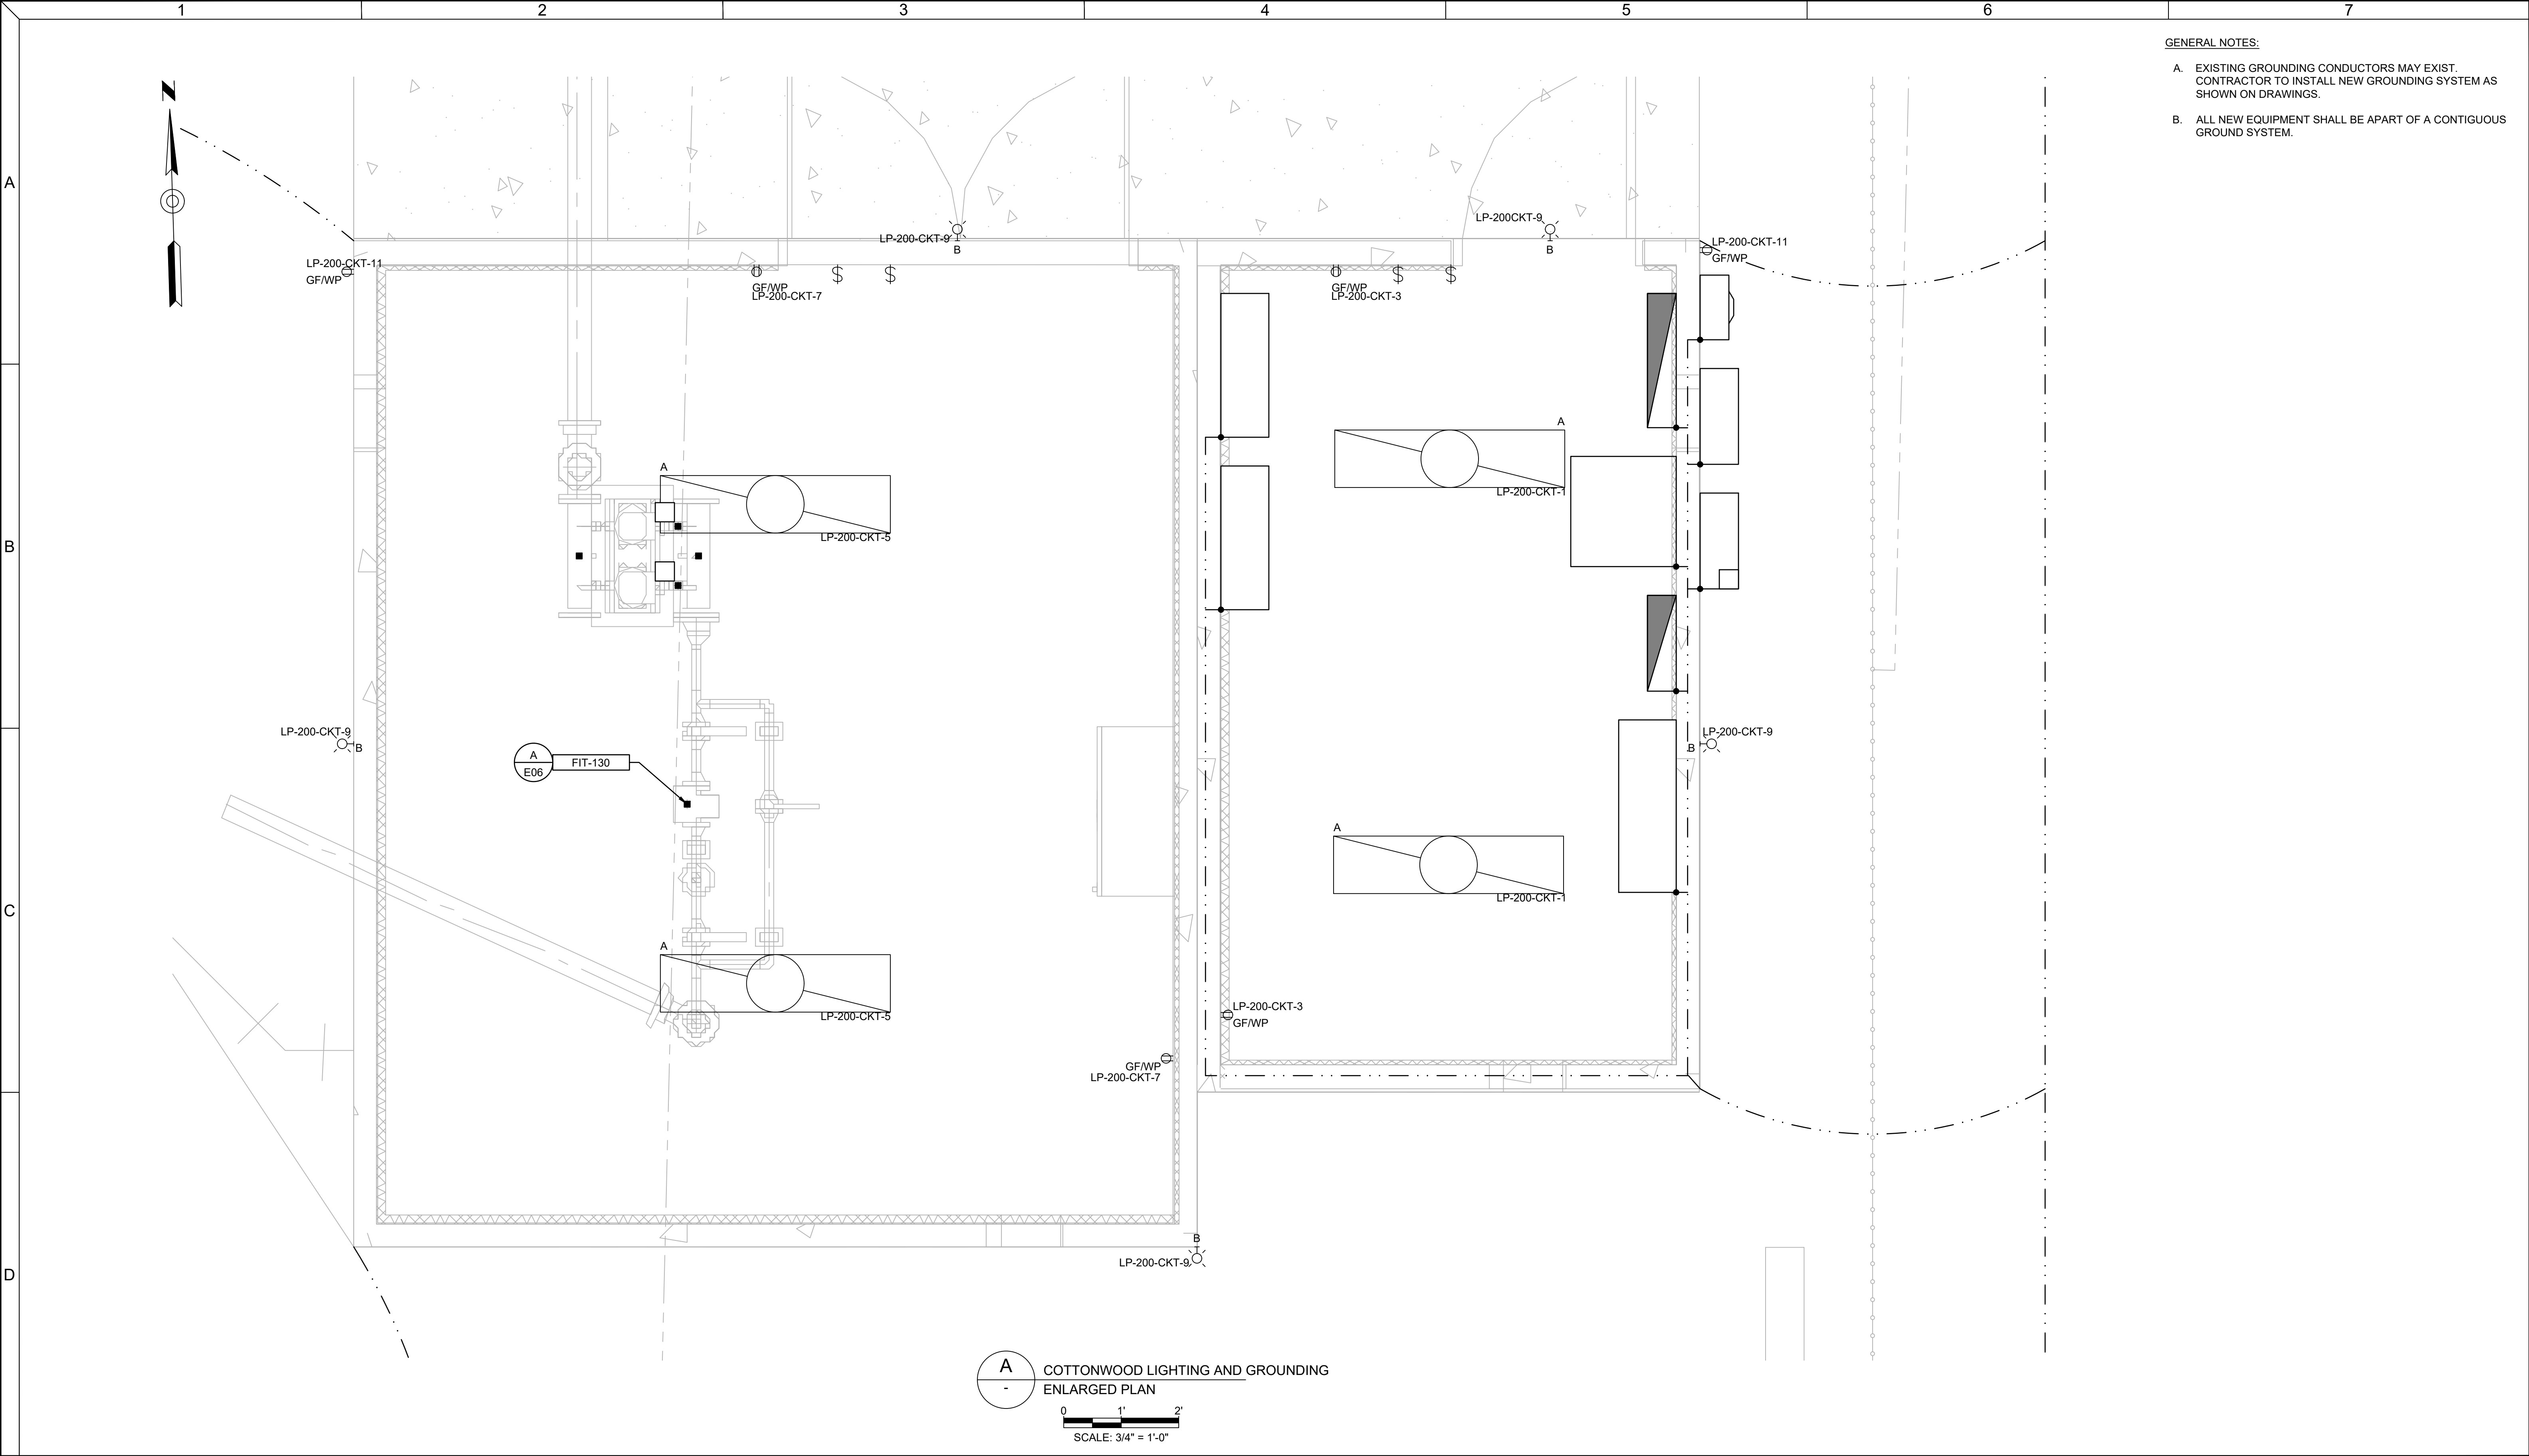 1 2 3 4 5 6 7
GENERAL NOTES:
A. EXISTING GROUNDING CONDUCTORS MAY EXIST.
CONTRACTOR TO INSTALL NEW GROUNDING SYSTEM AS
SHOWN ON DRAWINGS.
B. ALL NEW EQUIPMENT SHALL BE APART OF A CONTIGUOUS
GROUND SYSTEM.
N
A
LP-200-CKT-9
B
LP-200CKT-9
B
LP-200-CKT-11
GF/WP
LP-200-CKT-11
GF/WP
GF/WP
LP-200-CKT-7
$ $
GF/WP
LP-200-CKT-3
$ $
A
LP-200-CKT-1
A
LP-200-CKT-5
B
LP-200-CKT-9
B
LP-200-CKT-9
B
A
E06
FIT-130
A
LP-200-CKT-1
C
A
LP-200-CKT-5
LP-200-CKT-3
GF/WP
GF/WP
LP-200-CKT-7
B
LP-200-CKT-9
D
A
-
COTTONWOOD LIGHTING AND GROUNDING
ENLARGED PLAN
0 1' 2'
SCALE: 3/4" = 1'-0"